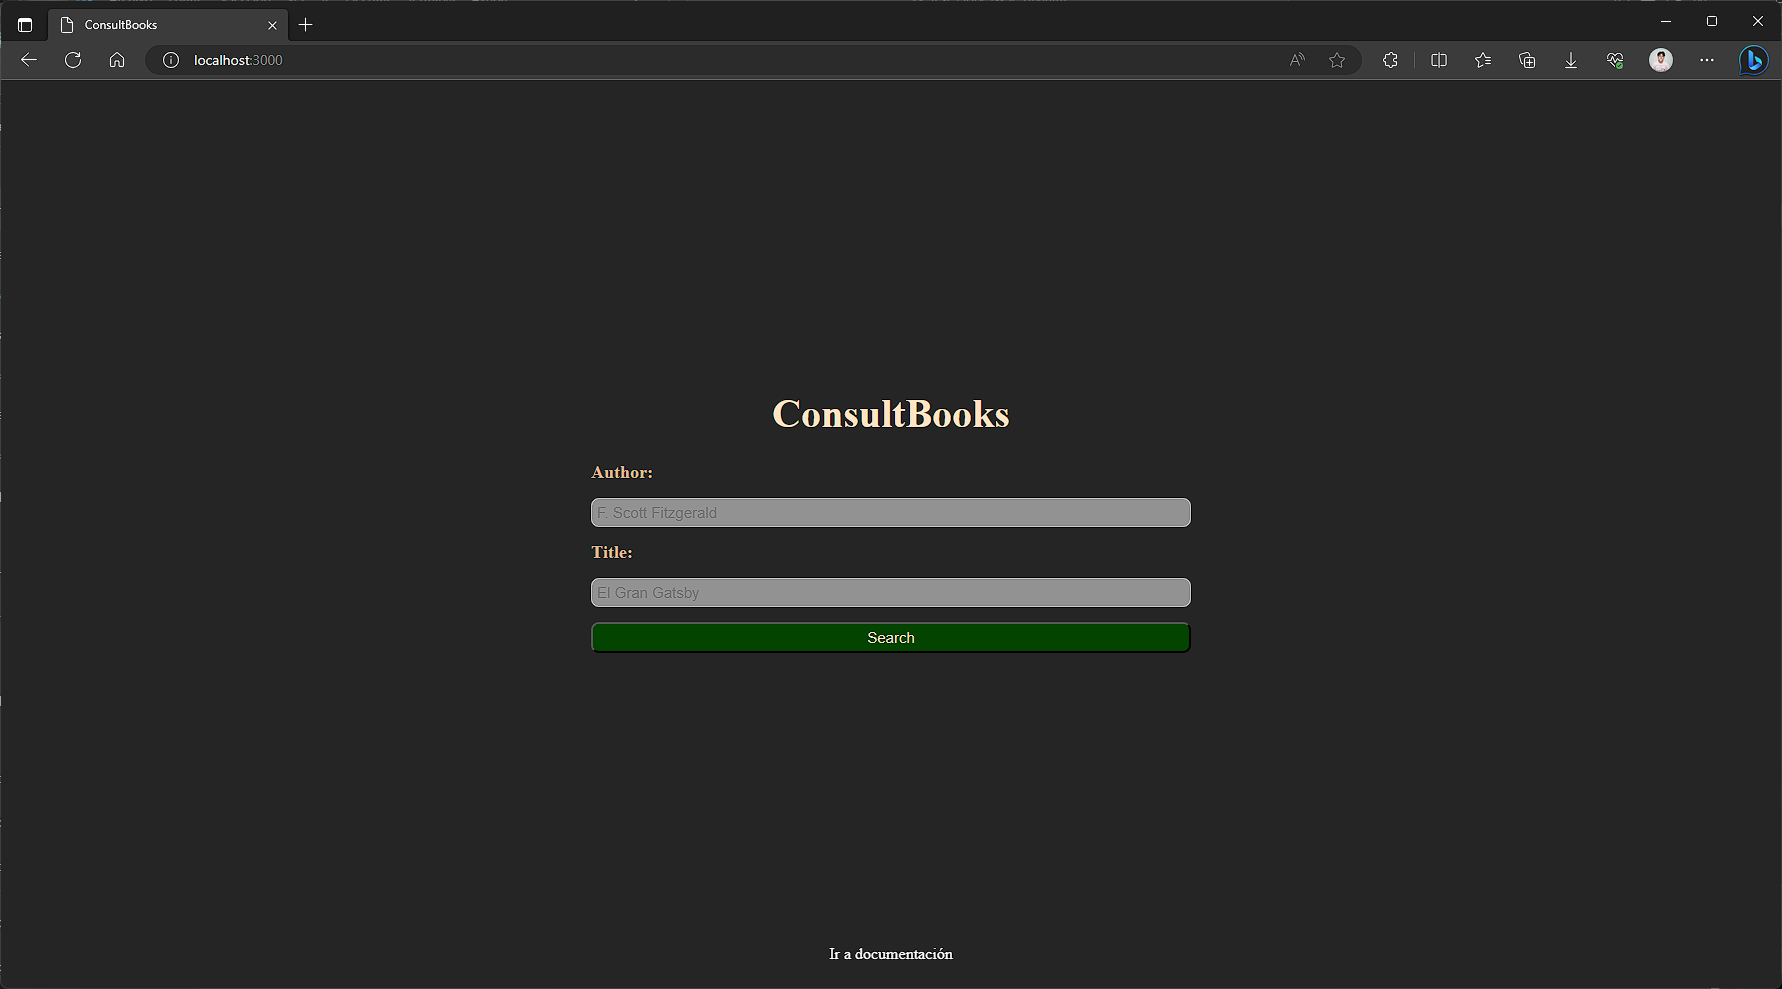 ConsultBooks
localhost:3000
ConsultBooks
Author:
F. Scott Fitzgerald
Title:
El Gran Gatsby
Search
Ir a documentación